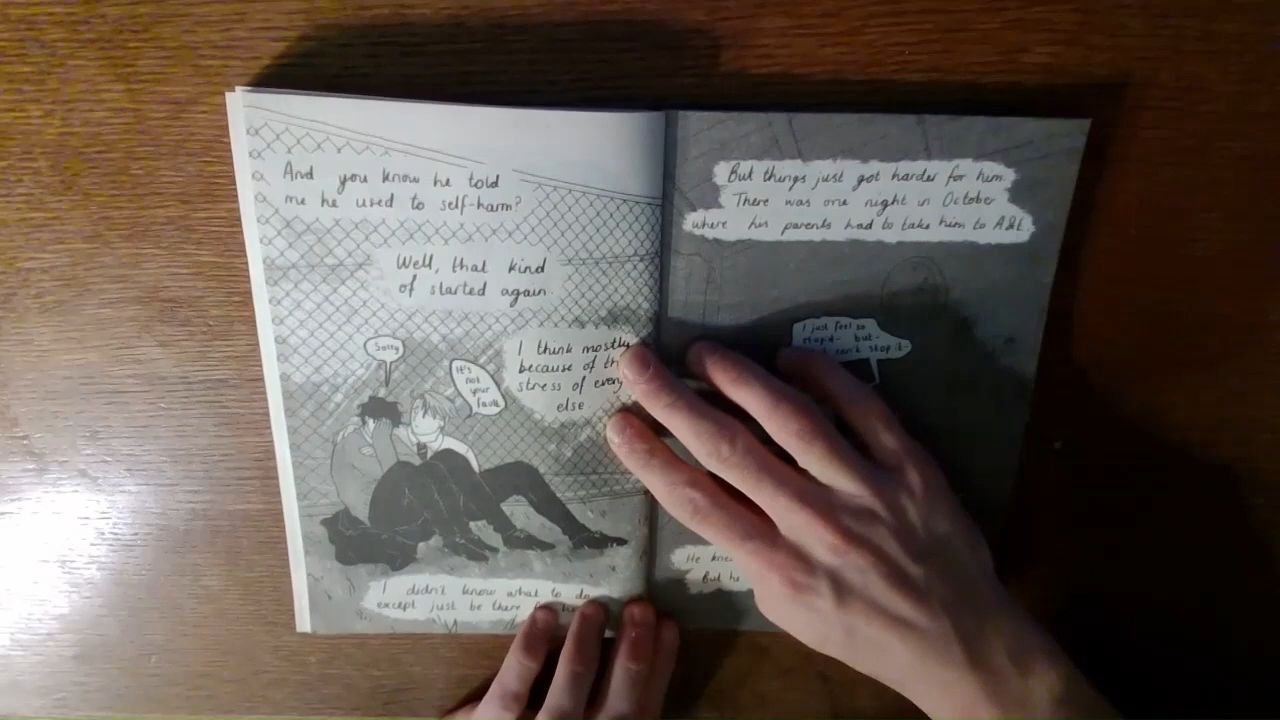 And you know he told
me he used to self-harm?
Well, that kind
of started again.
I think mostly
because of
stress of
else.
Sorry
It's
not
your
fault
I didn't know what to do
except just be there
But things just got harder for him.
There was one night in October
where his parents had to take him to A&E.
I just feel so
stupid- but-
can't stop it-
He
But he